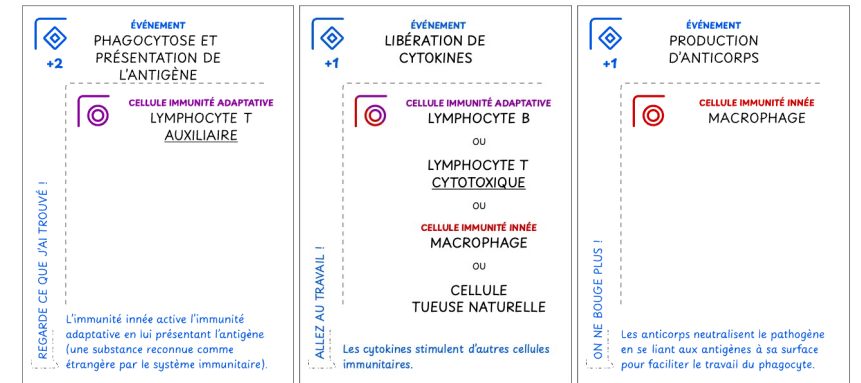 ÉVÉNEMENT
+2
PHAGOCYTOSE ET
PRÉSENTATION DE
L'ANTIGÈNE
CELLULE IMMUNITÉ ADAPTATIVE
LYMPHOCYTE T
AUXILIAIRE
REGARDE CE QUE J'AI TROUVÉ !
L'immunité innée active l'immunité
adaptative en lui présentant l'antigène
(une substance reconnue comme
étrangère par le système immunitaire).
ÉVÉNEMENT
+1
LIBÉRATION DE
CYTOKINES
CELLULE IMMUNITÉ ADAPTATIVE
LYMPHOCYTE B
OU
LYMPHOCYTE T
CYTOTOXIQUE
OU
CELLULE IMMUNITÉ INNÉE
MACROPHAGE
OU
CELLULE
TUEUSE NATURELLE
ALLEZ AU TRAVAIL !
Les cytokines stimulent d'autres cellules
immunitaires.
ÉVÉNEMENT
+1
PRODUCTION
D'ANTICORPS
CELLULE IMMUNITÉ INNÉE
MACROPHAGE
ON NE BOUGE PLUS !
Les anticorps neutralisent le pathogène
en se liant aux antigènes à sa surface
pour faciliter le travail du phagocyte.